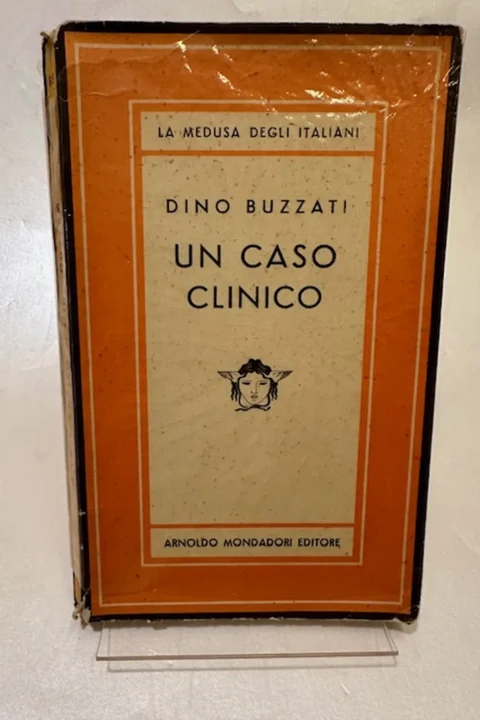 LA MEDUSA DEGLI ITALIANI
DINO BUZZATI
UN CASO
CLINICO
ARNOLDO MONDADORI EDITORE